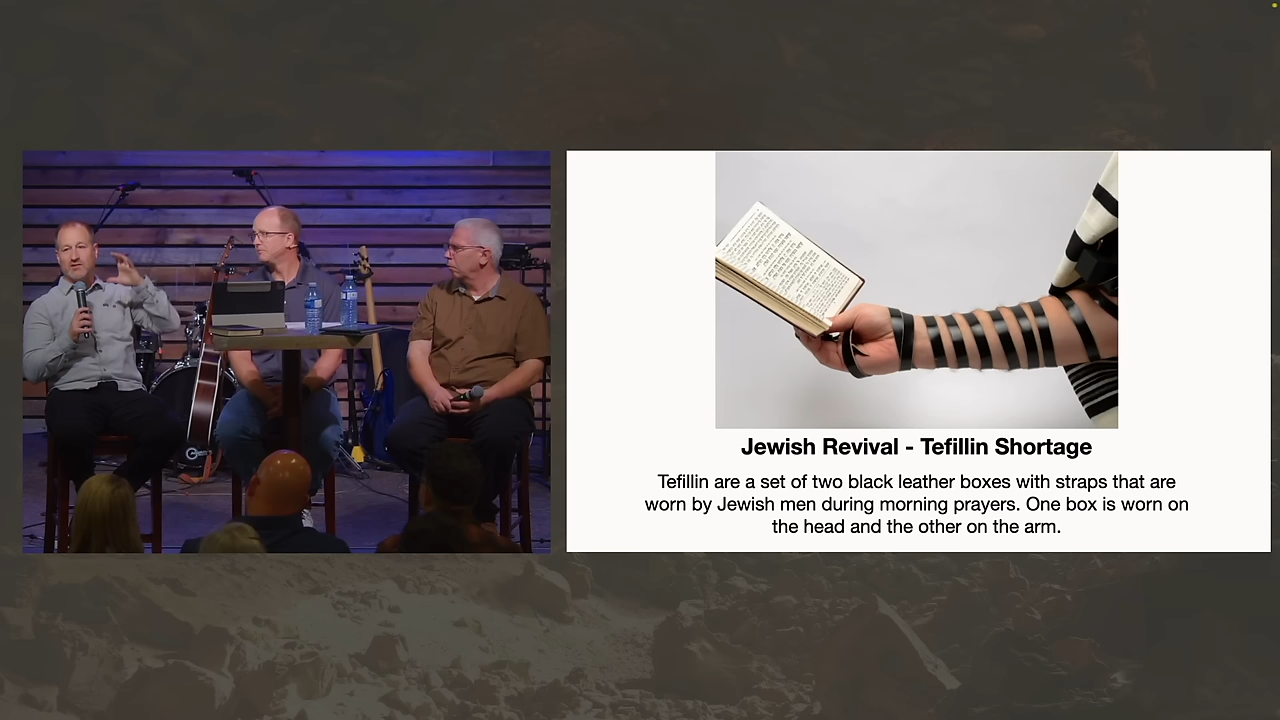 Jewish Revival - Tefillin Shortage
Tefillin are a set of two black leather boxes with straps that are
worn by Jewish men during morning prayers. One box is worn on
the head and the other on the arm.